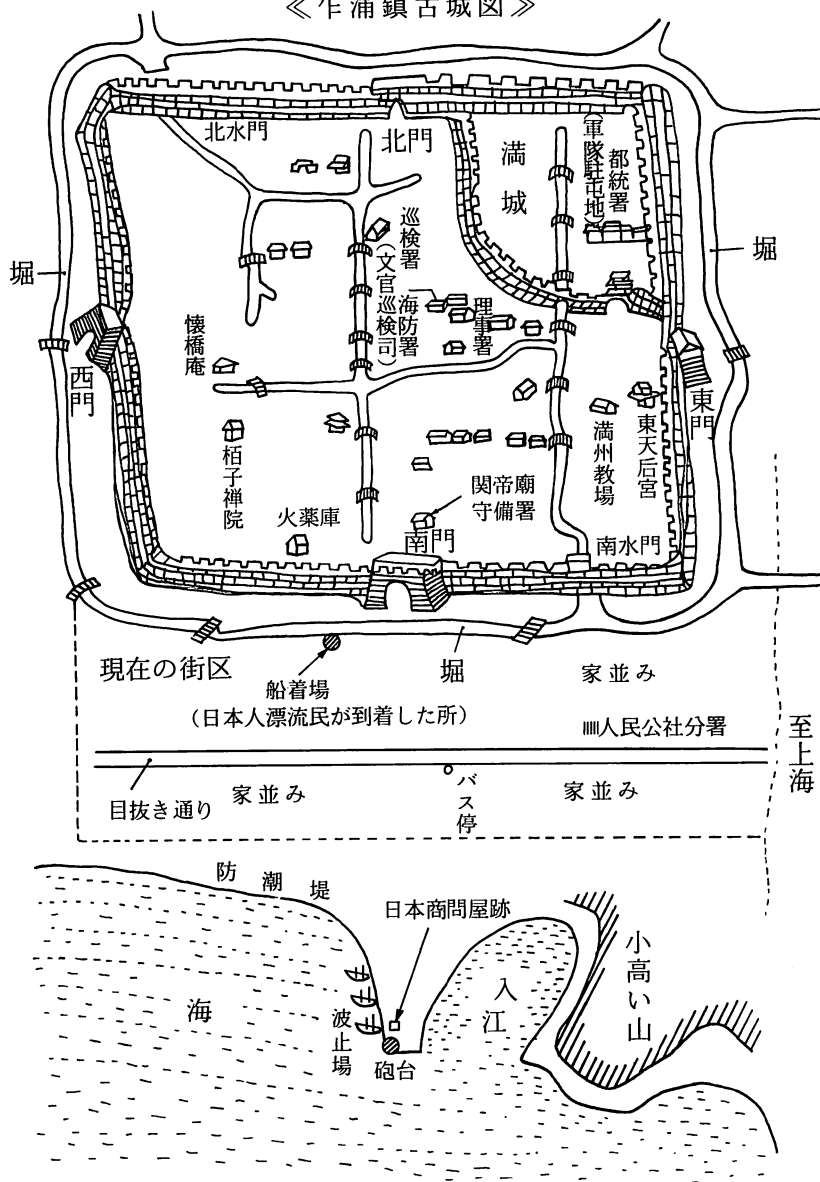 ≪乍浦鎮古城図≫
北水門
北門
満城
都統署
（軍隊駐屯地）
堀
堀
巡検署
（文官巡検司）
海防署
理事署
懐橋庵
西門
東門
東天后宮
満州教場
栢子禅院
関帝廟
守備署
火薬庫
南門
南水門
現在の街区
船着場
（日本人漂流民が到着した所）
堀
家並み
人民公社分署
至上海
目抜き通り
家並み
バス停
家並み
防潮堤
日本商問屋跡
小高い山
入江
海
波止場
砲台